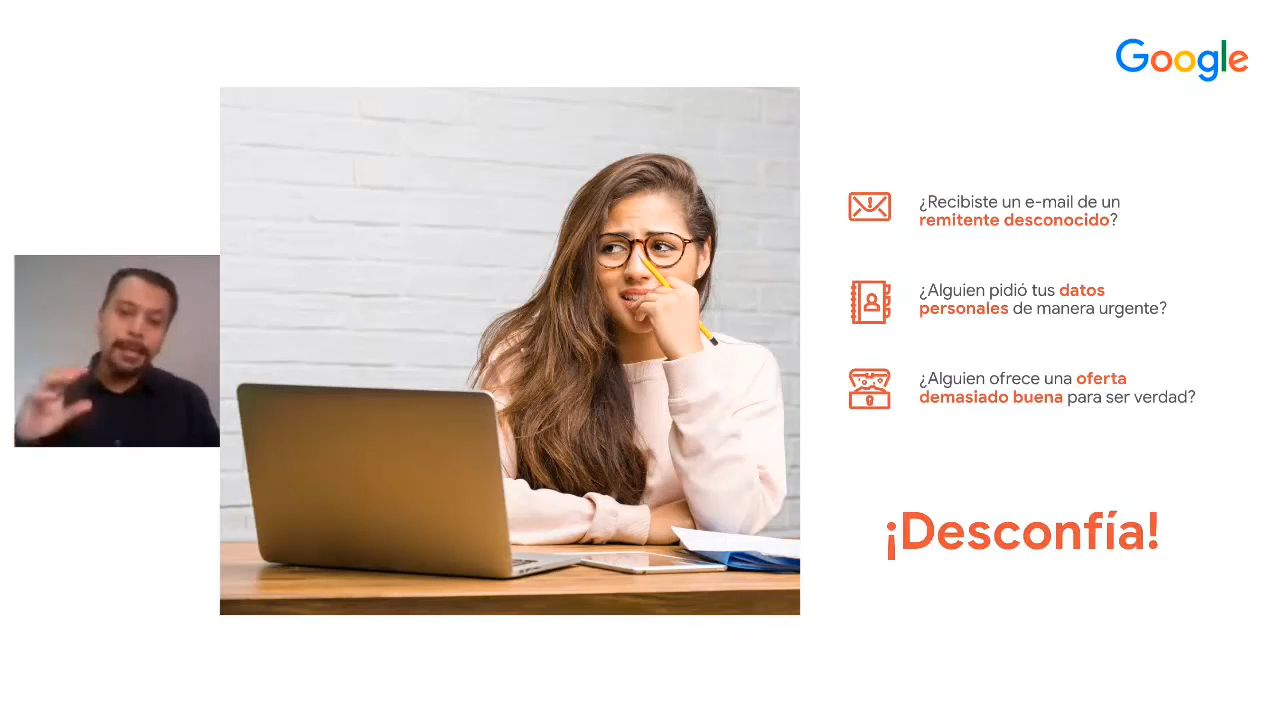 Google
¿Recibiste un e-mail de un
remitente desconocido?
¿Alguien pidió tus datos
personales de manera urgente?
¿Alguien ofrece una oferta
demasiado buena para ser verdad?
¡Desconfía!